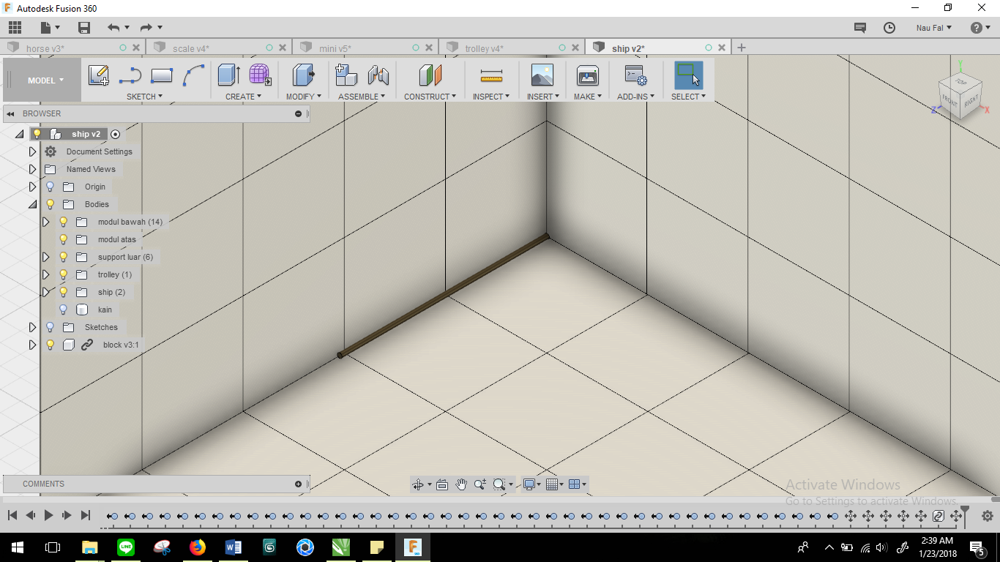 Autodesk Fusion 360
Nau Fal
horse v3*
scale v4*
mini v5*
trolley v4*
ship v2*
MODEL
SKETCH
CREATE
MODIFY
ASSEMBLE
CONSTRUCT
INSPECT
INSERT
MAKE
ADD-INS
SELECT
TOP
FRONT
RIGHT
Y
Z
X
BROWSER
ship v2
Document Settings
Named Views
Origin
Bodies
modul bawah (14)
modul atas
support luar (6)
trolley (1)
ship (2)
kain
Sketches
block v3:1
COMMENTS
Activate Windows
Go to Settings to activate Windows.
2:39 AM
1/23/2018
5